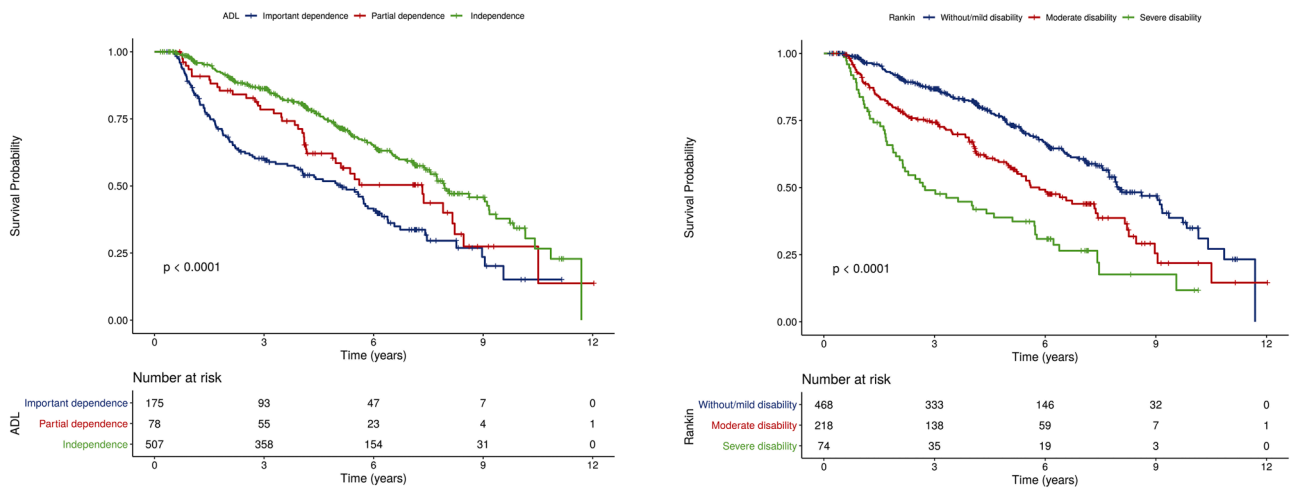 ADL Important dependence Partial dependence Independence
1.00
0.75
0.50
0.25
0.00
Survival Probability
p < 0.0001
0 3 6 9 12
Time (years)
Number at risk
ADL
Important dependence 175 93 47 7 0
Partial dependence 78 55 23 4 1
Independence 507 358 154 31 0
0 3 6 9 12
Time (years)
Rankin Without/mild disability Moderate disability Severe disability
1.00
0.75
0.50
0.25
0.00
Survival Probability
p < 0.0001
0 3 6 9 12
Time (years)
Number at risk
Rankin
Without/mild disability 468 333 146 32 0
Moderate disability 218 138 59 7 1
Severe disability 74 35 19 3 0
0 3 6 9 12
Time (years)